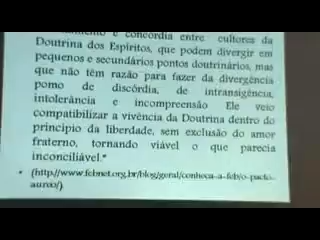 e concórdia entre cultores da
Doutrina dos Espíritos, que podem divergir em
pequenos e secundários pontos doutrinários, mas
que não têm razão para fazer da divergência
pomo de discórdia, de intransigência,
intolerância e incompreensão Ele veio
compatibilizar a vivência da Doutrina dentro do
princípio da liberdade, sem exclusão do amor
fraterno, tornando viável o que parecia
inconciliável."
• (http//www.febnet.org.br/blog/geral/conheca-a-feb/o-pacto-
aureo/).